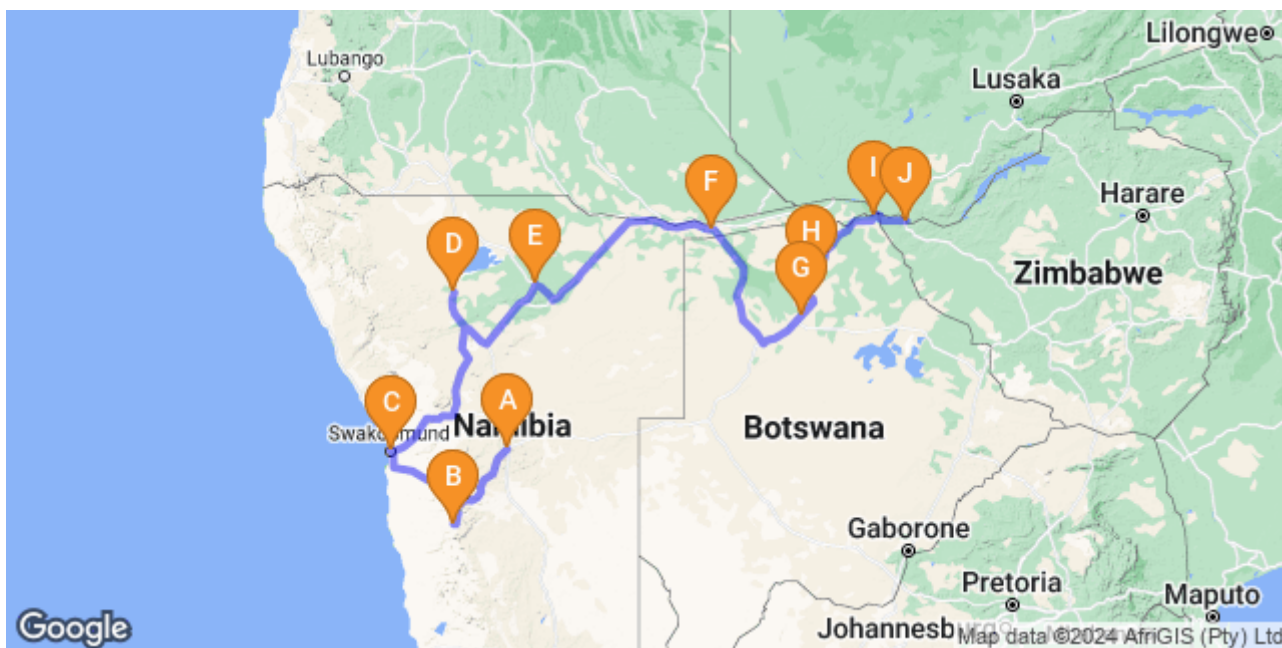 Lubango
Lilongwe
Lusaka
I
J
F
Harare
D
E
H
G
Zimbabwe
C
A
Namibia
Swakopmund
Botswana
B
Gaborone
Pretoria
Maputo
Johannesburg
Google
Map data ©2024 AfriGIS (Pty) Ltd